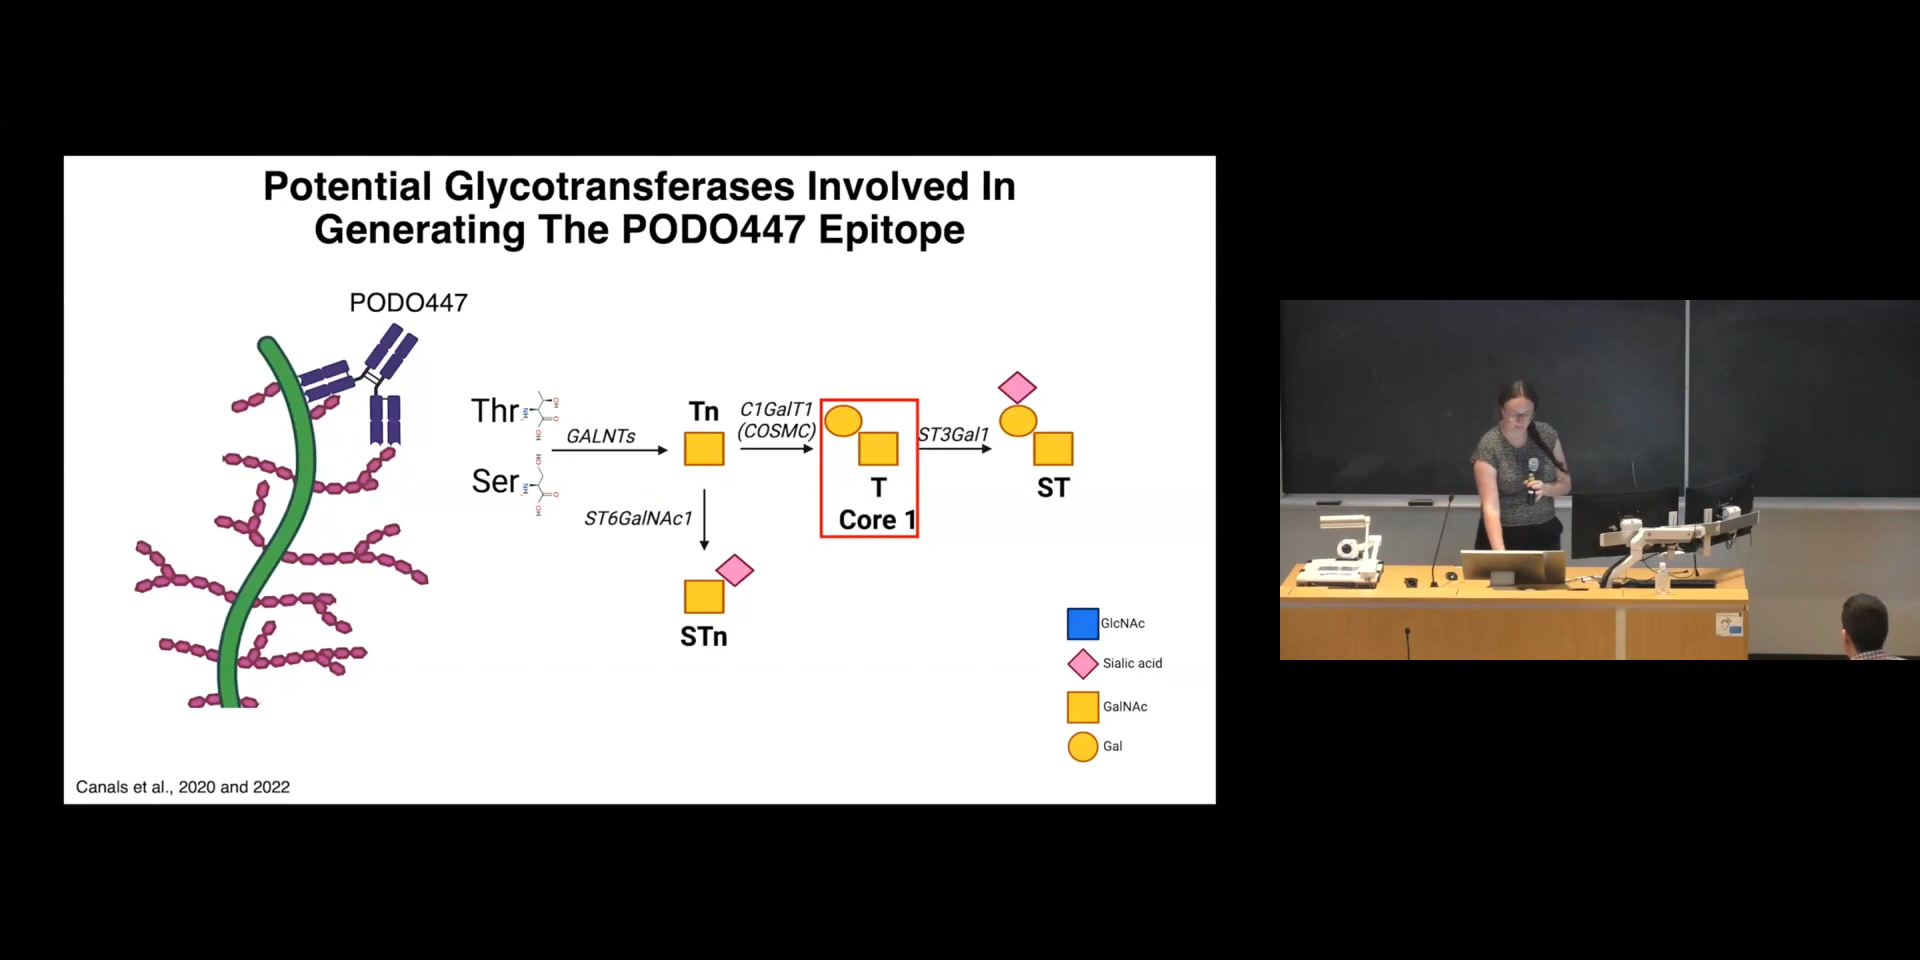 Potential Glycotransferases Involved In
Generating The PODO447 Epitope
PODO447
Thr
Ser
GALNTs
Tn
C1GalT1
(COSMC)
T
Core 1
ST3Gal1
ST
ST6GalNAc1
STn
GlcNAc
Sialic acid
GalNAc
Gal
Canals et al., 2020 and 2022